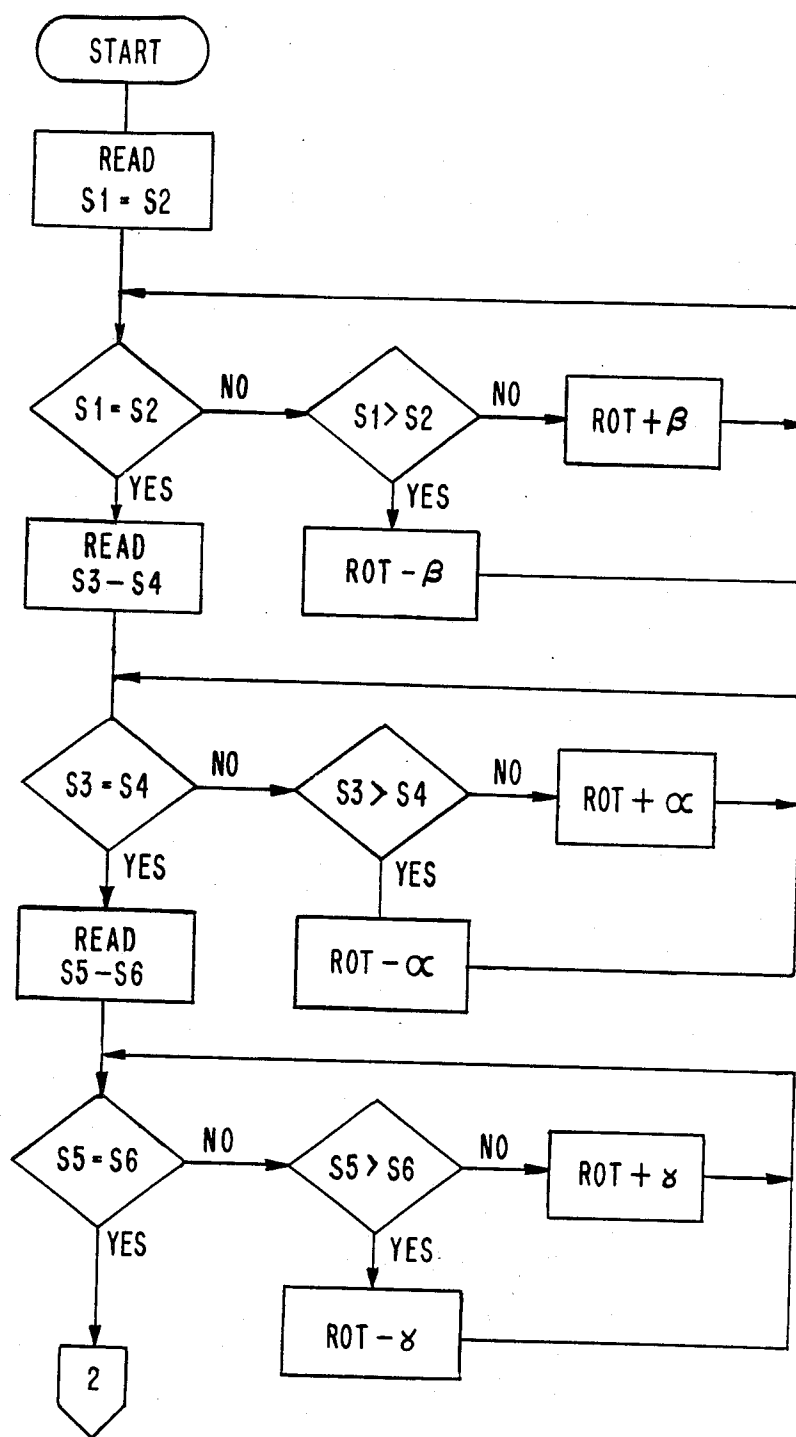 START
READ
S1 = S2
S1 = S2
NO
S1 > S2
NO
ROT + β
YES
YES
READ
S3 – S4
ROT – β
S3 = S4
NO
S3 > S4
NO
ROT + α
YES
YES
READ
S5 – S6
ROT – α
S5 = S6
NO
S5 > S6
NO
ROT + γ
YES
YES
ROT – γ
2